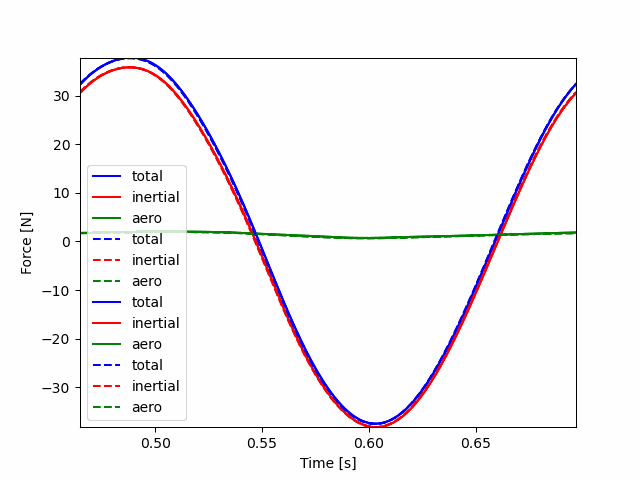 Force [N]
30
20
10
0
−10
−20
−30
total
inertial
aero
total
inertial
aero
total
inertial
aero
total
inertial
aero
0.50
0.55
0.60
0.65
Time [s]